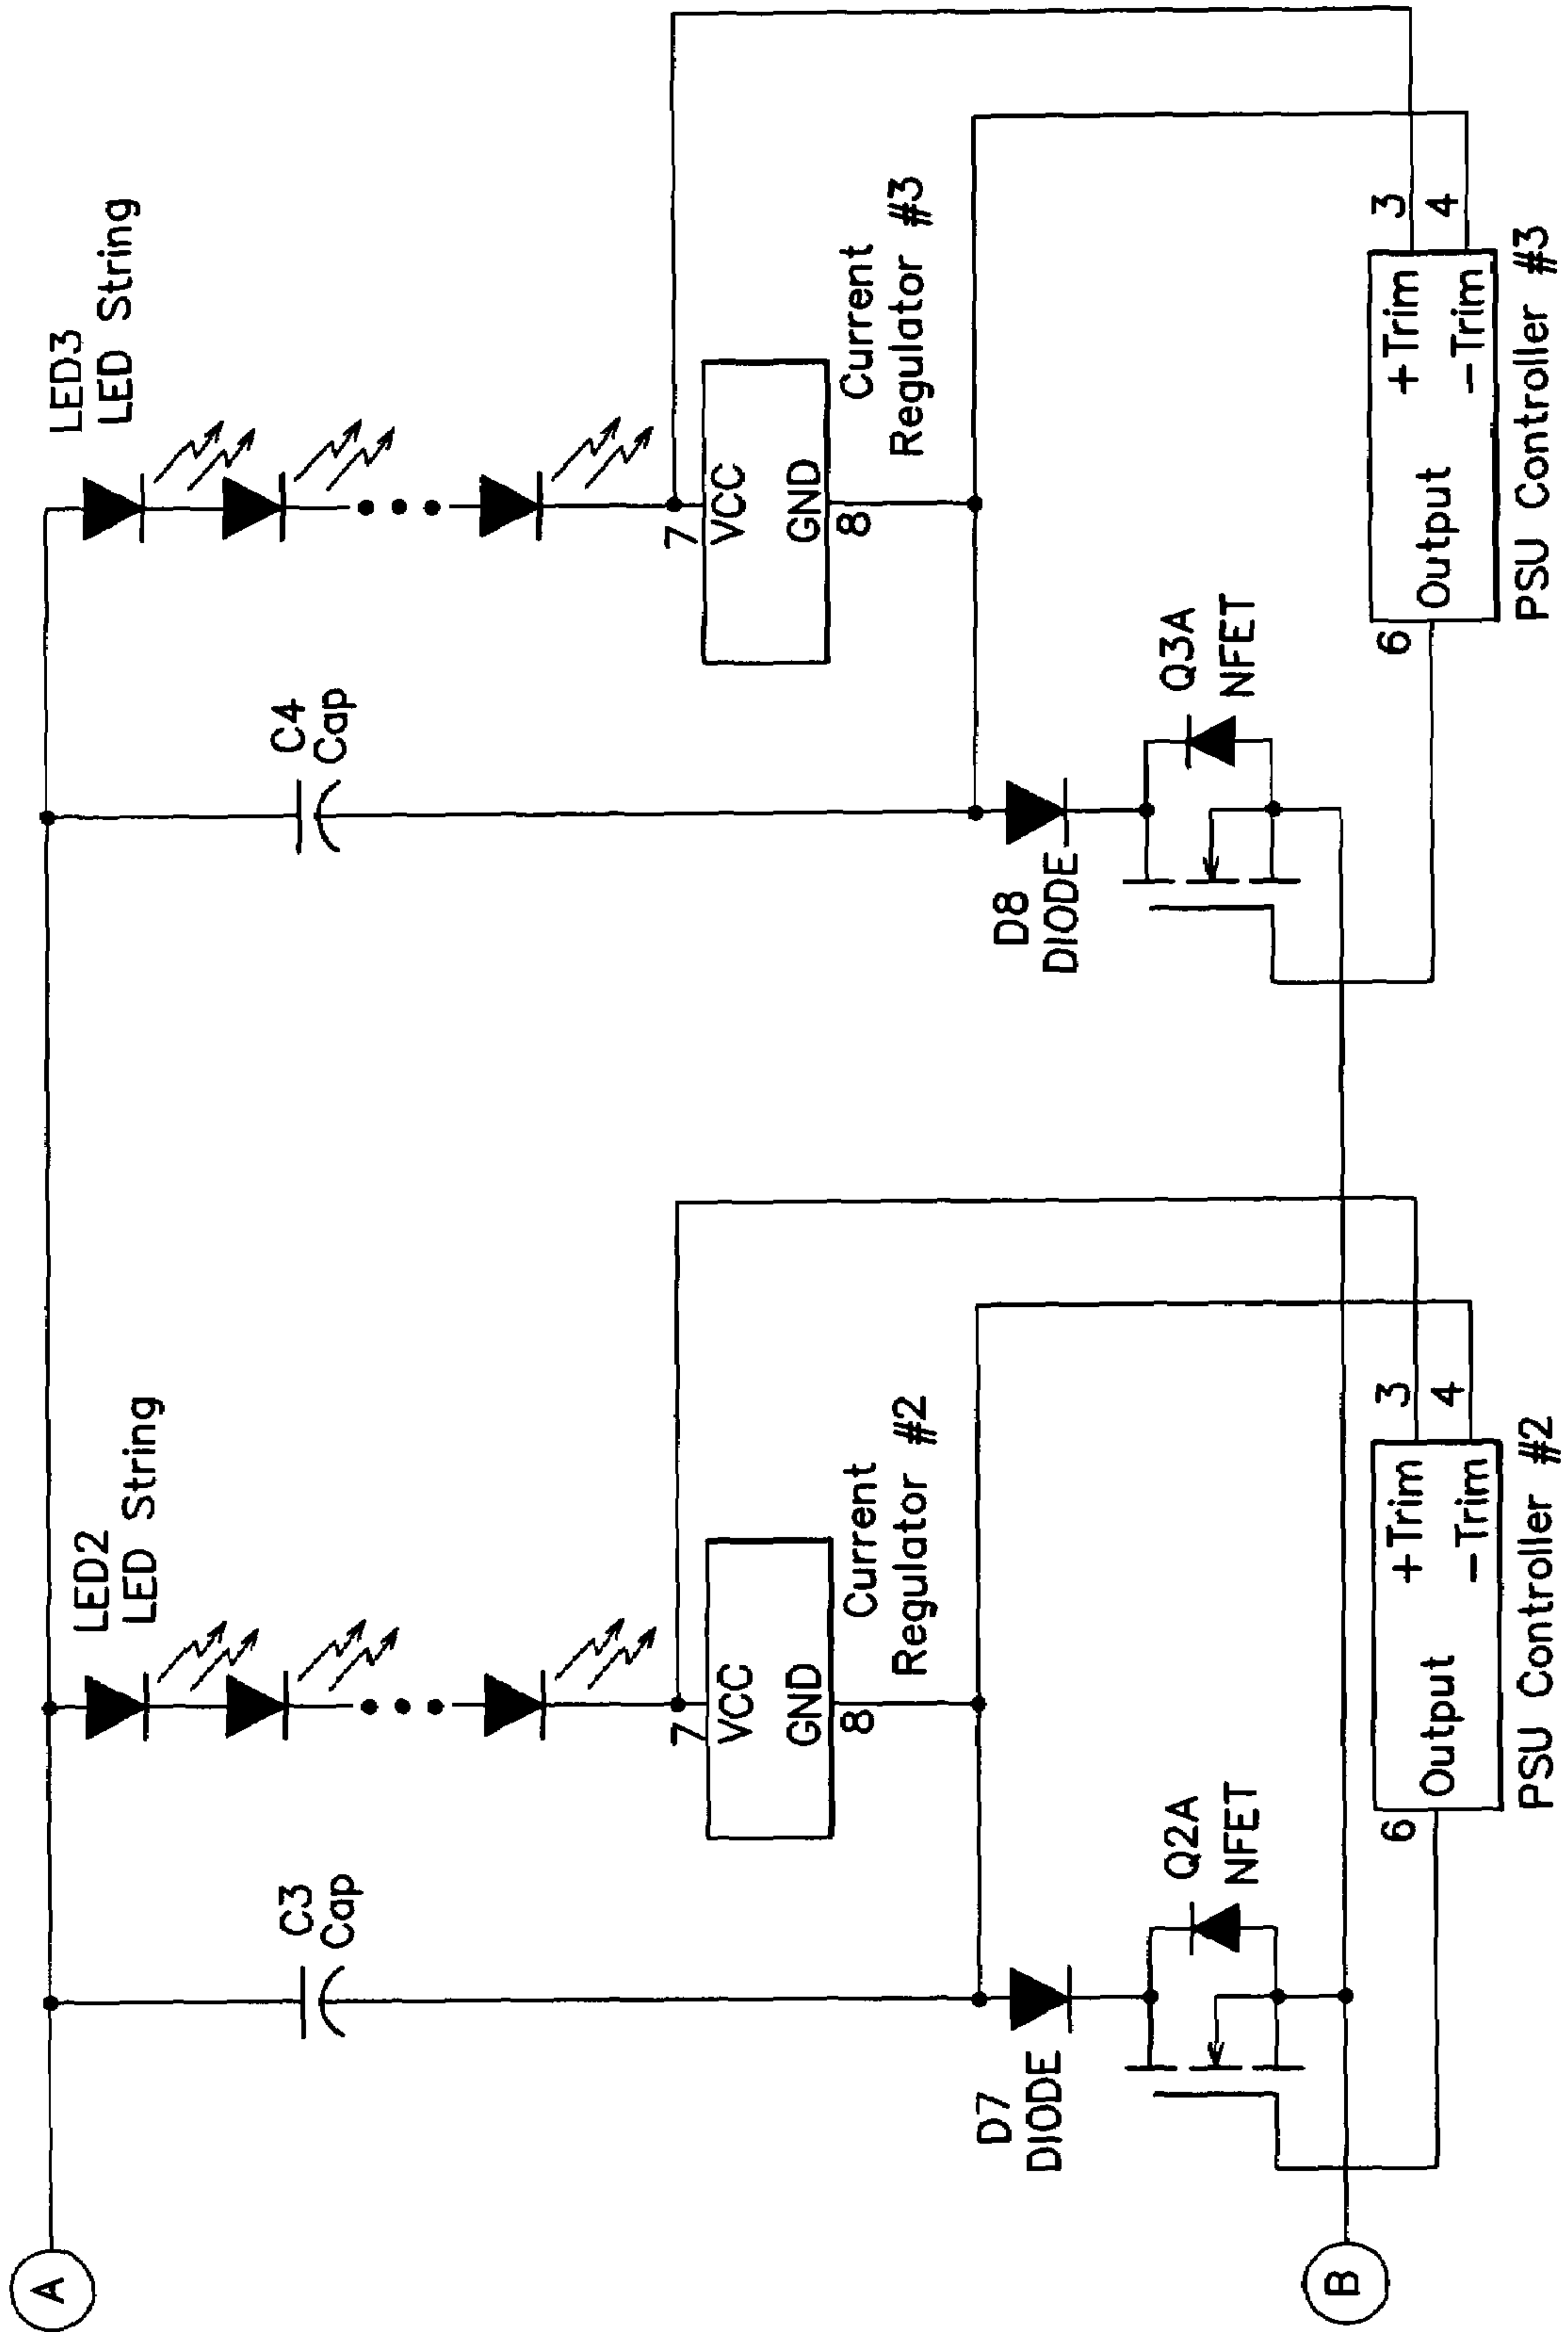 A
B
C3
Cap
LED2
LED String
7
VCC
GND
8
Current
Regulator #2
D7
DIODE
Q2A
NFET
6
Output
+Trim
-Trim
3
4
PSU Controller #2
C4
Cap
LED3
LED String
7
VCC
GND
8
Current
Regulator #3
D8
DIODE
Q3A
NFET
6
Output
+Trim
-Trim
3
4
PSU Controller #3